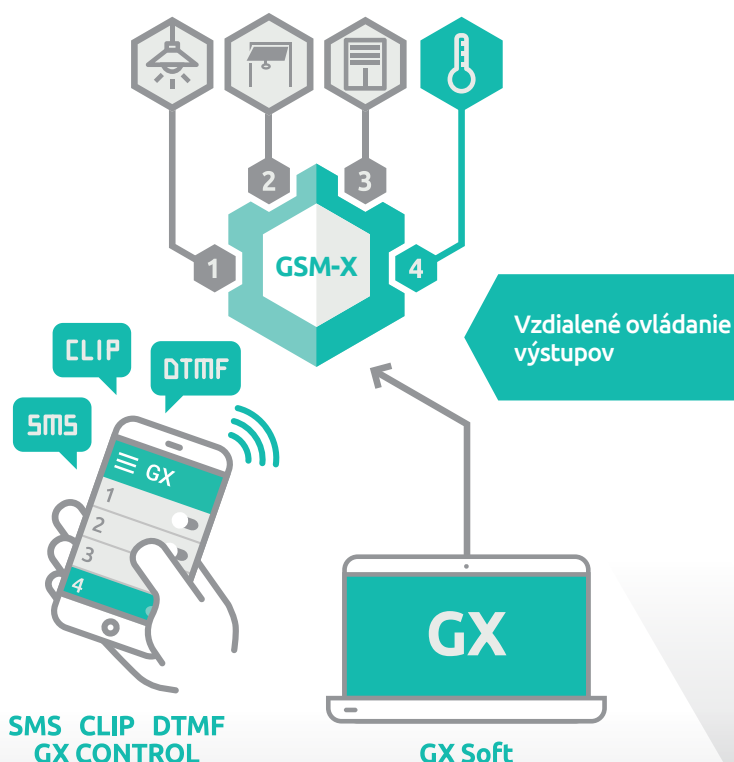 2
3
1
GSM-X
4
Vzdialené ovládanie
výstupov
CLIP
DTMF
SMS
GX
1
2
3
4
GX
SMS CLIP DTMF
GX CONTROL
GX Soft